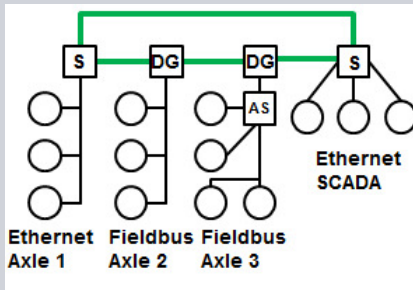 S DG DG S
AS
Ethernet
SCADA
Ethernet Fieldbus Fieldbus
Axle 1 Axle 2 Axle 3